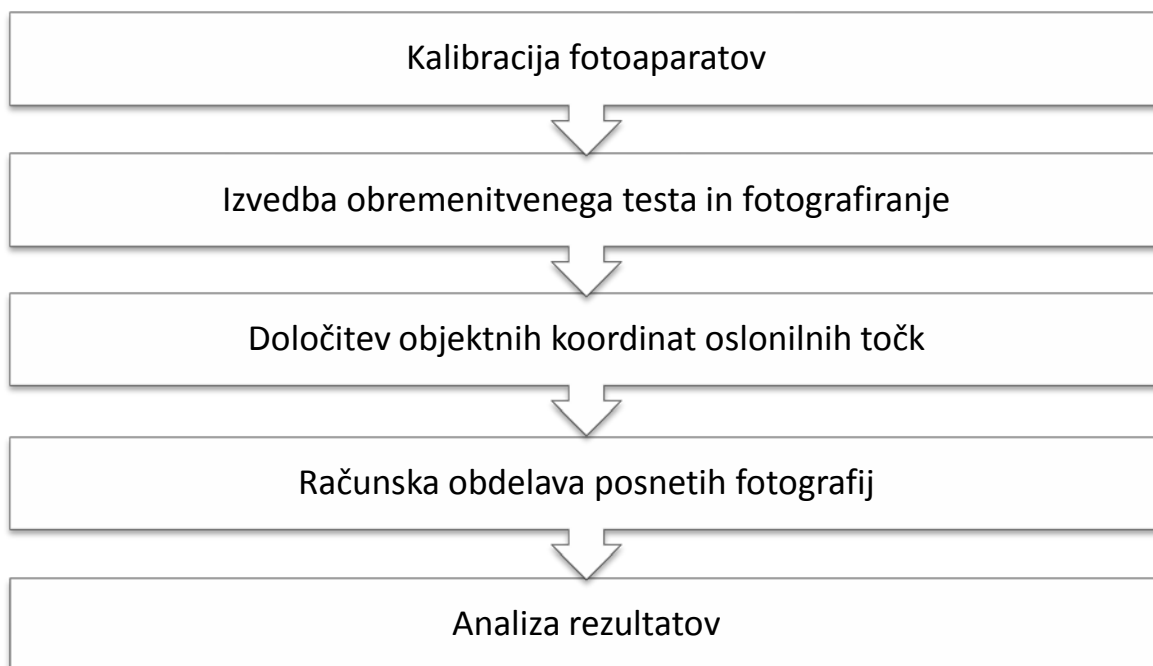 Kalibracija fotoaparatov
Izvedba obremenitvenega testa in fotografiranje
Določitev objektnih koordinat oslonilnih točk
Računska obdelava posnetih fotografij
Analiza rezultatov